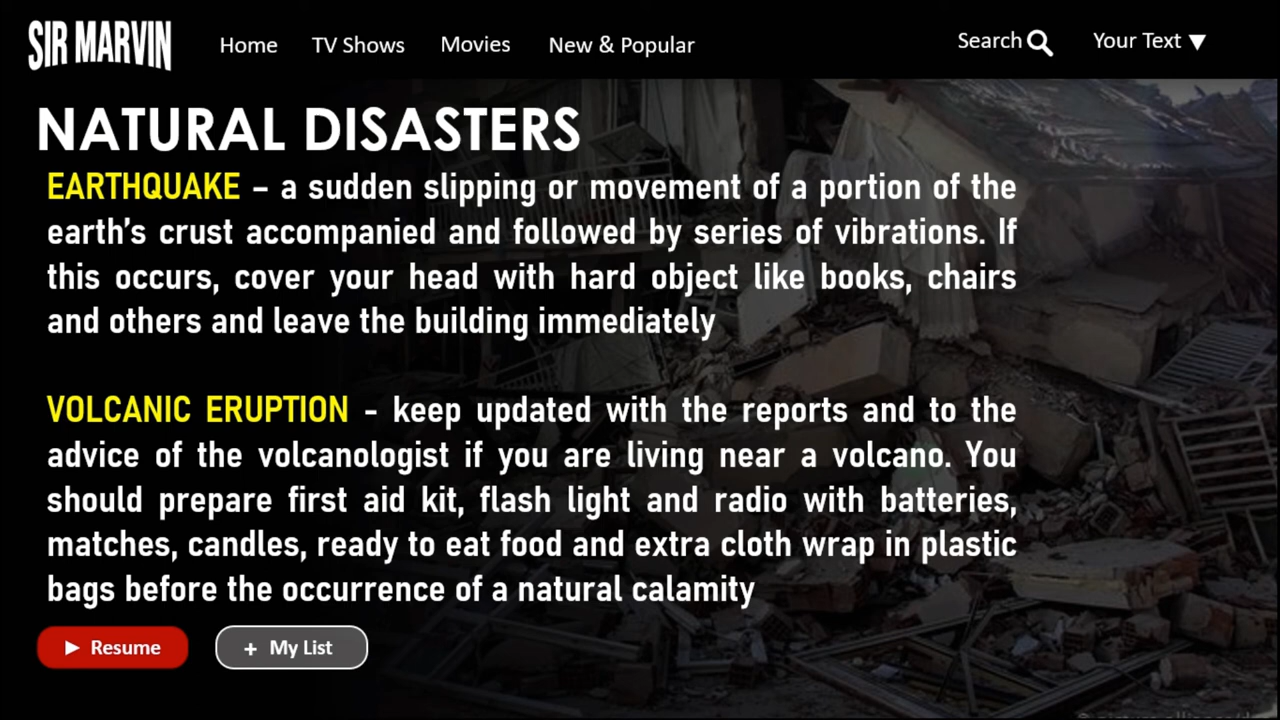 SIR MARVIN
Home TV Shows Movies New & Popular
Search Your Text ▼
NATURAL DISASTERS
EARTHQUAKE – a sudden slipping or movement of a portion of the
earth’s crust accompanied and followed by series of vibrations. If
this occurs, cover your head with hard object like books, chairs
and others and leave the building immediately
VOLCANIC ERUPTION - keep updated with the reports and to the
advice of the volcanologist if you are living near a volcano. You
should prepare first aid kit, flash light and radio with batteries,
matches, candles, ready to eat food and extra cloth wrap in plastic
bags before the occurrence of a natural calamity
► Resume + My List